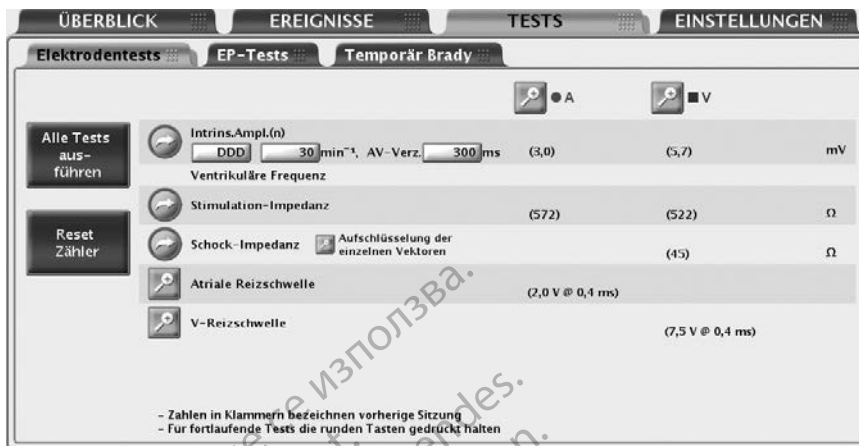 ÜBERBLICK EREIGNISSE TESTS EINSTELLUNGEN
Elektrodentests EP-Tests Temporär Brady
A V
Alle Tests aus-
führen
Reset
Zähler
Intrins.Ampl.(n)
DDD 30 min⁻¹, AV-Verz. 300 ms (3,0) (5,7) mV
Ventrikuläre Frequenz
Stimulation-Impedanz (572) (522) Ω
Schock-Impedanz Aufschlüsselung der
einzelnen Vektoren (45) Ω
Atriale Reizschwelle (2,0 V @ 0,4 ms)
V-Reizschwelle (7,5 V @ 0,4 ms)
- Zahlen in Klammern bezeichnen vorherige Sitzung
- Für fortlaufende Tests die runden Tasten gedrückt halten
използва.